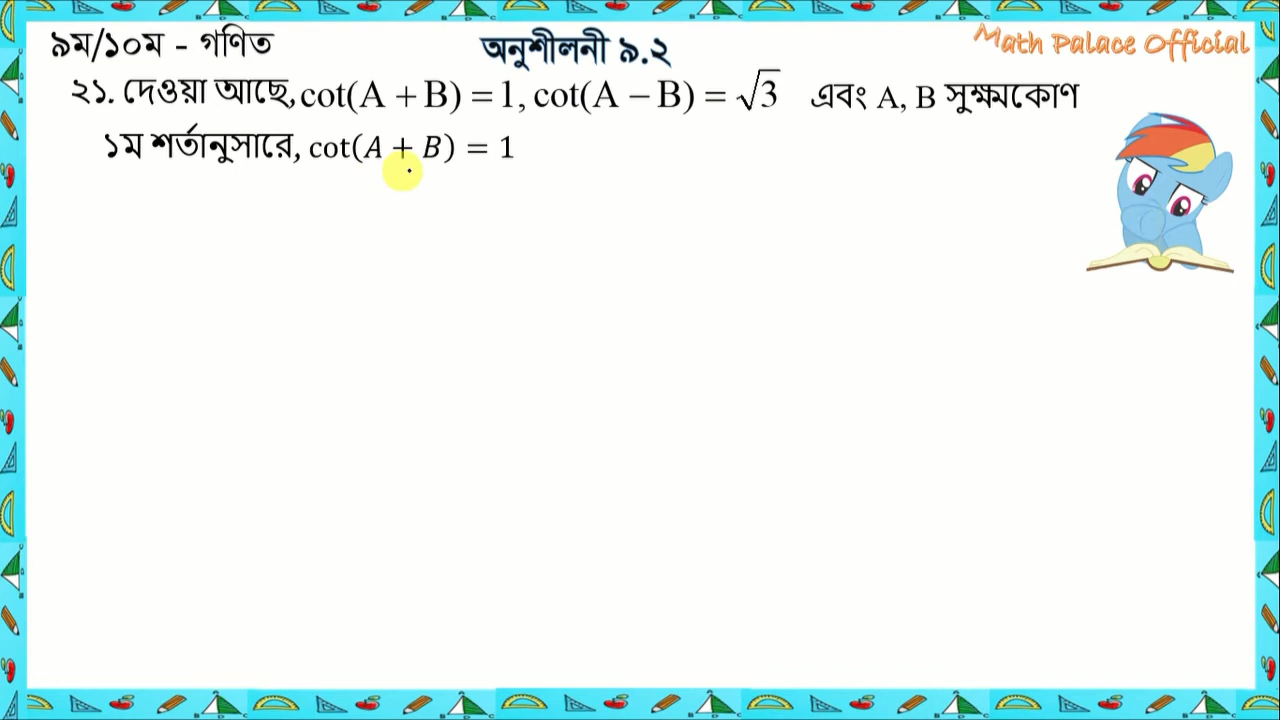 ৯ম/১০ম - গণিত
অনুশীলনী ৯.২
Math Palace Official
২১. দেওয়া আছে, cot(A + B) = 1, cot(A − B) = √3 এবং A, B সুক্ষমকোণ
১ম শর্তানুসারে, cot(A + B) = 1